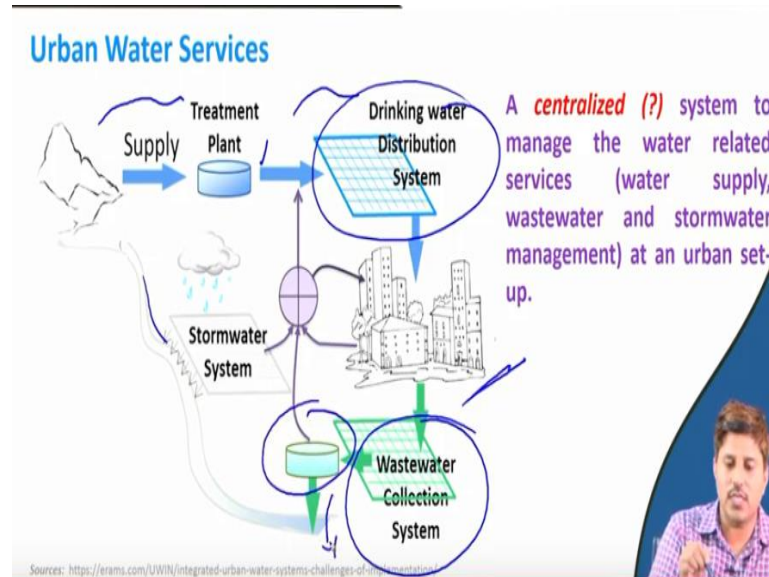 Urban Water Services
Treatment
Plant
Supply
Drinking water
Distribution
System
Stormwater
System
Wastewater
Collection
System
A centralized (?) system to
manage the water related
services (water supply,
wastewater and stormwater
management) at an urban set-
up.
Sources: https://erams.com/UWIN/integrated-urban-water-systems-challenges-of-implementation/